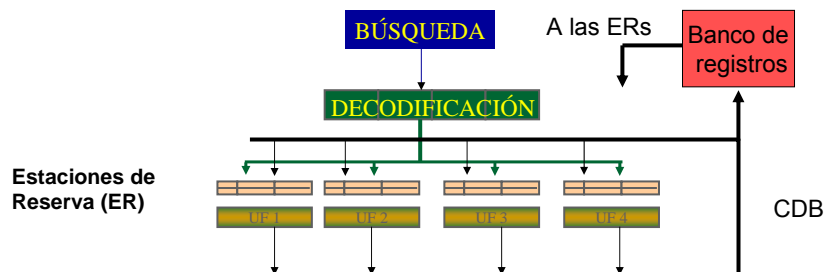 BÚSQUEDA
A las ERs
Banco de
registros
DECODIFICACIÓN
Estaciones de
Reserva (ER)
UF 1
UF 2
UF 3
UF 4
CDB